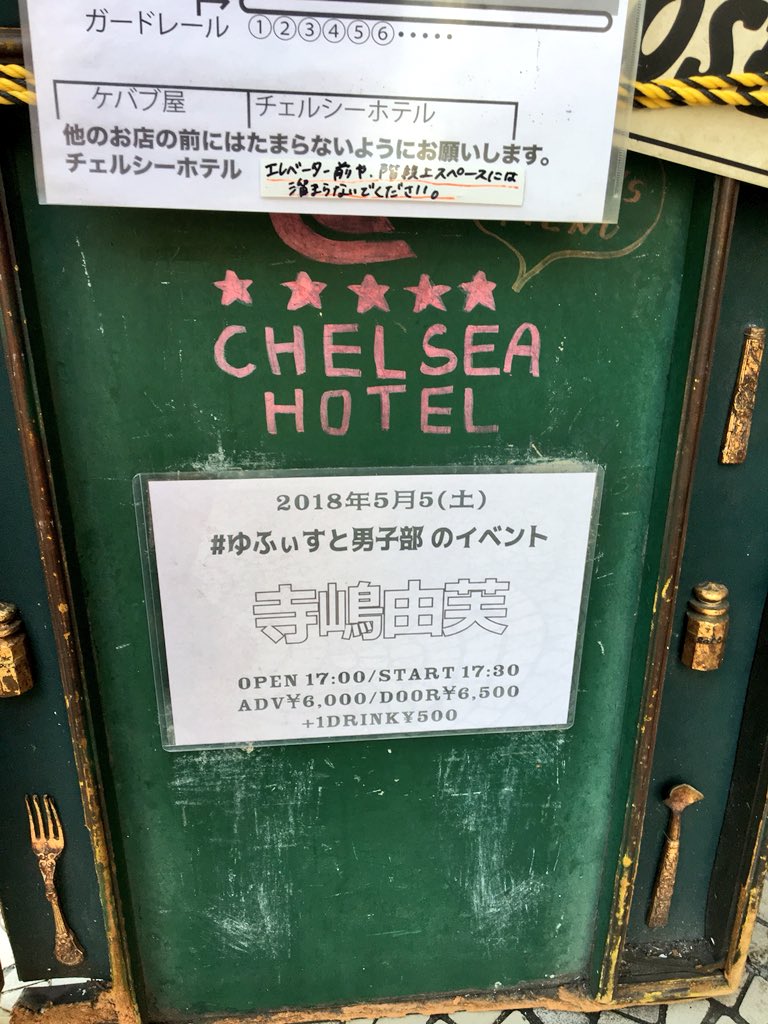 ガードレール ①②③④⑤⑥・・・・・
ケバブ屋 チェルシーホテル
他のお店の前にはたまらないようにお願いします。
チェルシーホテル
エレベーター前や、階段上スペースには
溜まらないでください。
MENU
CHELSEA
HOTEL
2018年5月5(土)
#ゆふぃすと男子部 のイベント
寺嶋由芙
OPEN 17:00/START 17:30
ADV¥6,000/DOOR¥6,500
+1DRINK¥500